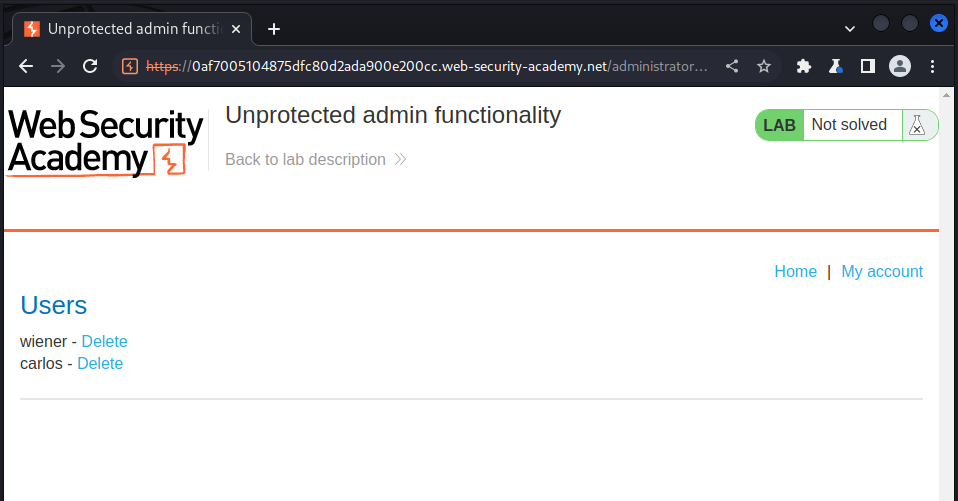 Unprotected admin functi
https://0af7005104875dfc80d2ada900e200cc.web-security-academy.net/administrator...
Web Security
Academy
Unprotected admin functionality
Back to lab description
LAB Not solved
Home | My account
Users
wiener - Delete
carlos - Delete